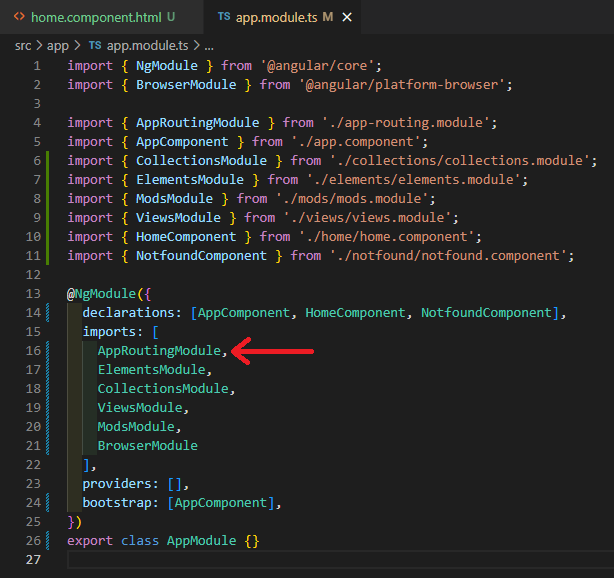 home.component.html U
TS app.module.ts M
src > app > TS app.module.ts > ...
1 import { NgModule } from '@angular/core';
2 import { BrowserModule } from '@angular/platform-browser';
3
4 import { AppRoutingModule } from './app-routing.module';
5 import { AppComponent } from './app.component';
6 import { CollectionsModule } from './collections/collections.module';
7 import { ElementsModule } from './elements/elements.module';
8 import { ModsModule } from './mods/mods.module';
9 import { ViewsModule } from './views/views.module';
10 import { HomeComponent } from './home/home.component';
11 import { NotfoundComponent } from './notfound/notfound.component';
12
13 @NgModule({
14 declarations: [AppComponent, HomeComponent, NotfoundComponent],
15 imports: [
16 AppRoutingModule,
17 ElementsModule,
18 CollectionsModule,
19 ViewsModule,
20 ModsModule,
21 BrowserModule
22 ],
23 providers: [],
24 bootstrap: [AppComponent],
25 })
26 export class AppModule {}
27